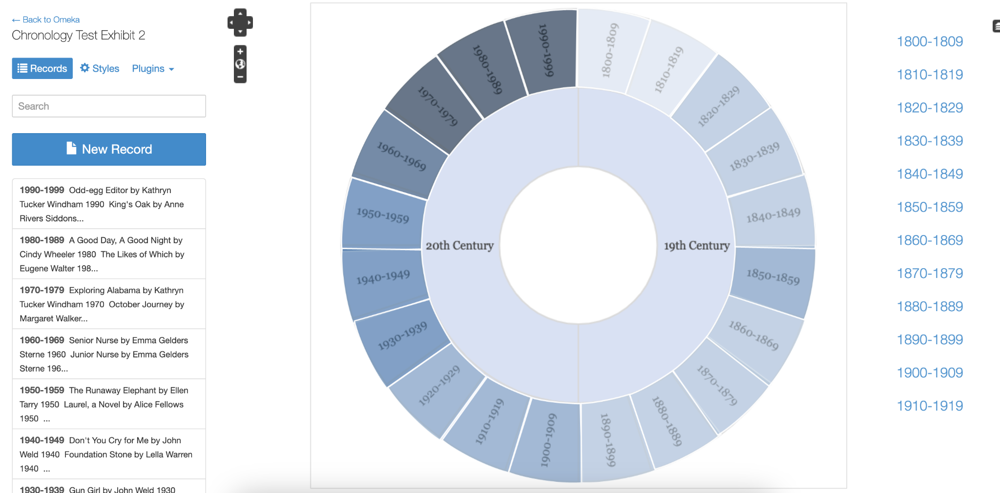 ← Back to Omeka
Chronology Test Exhibit 2
Records Styles Plugins
Search
New Record
1990-1999 Odd-egg Editor by Kathryn
Tucker Windham 1990 King's Oak by Anne
Rivers Siddons...
1980-1989 A Good Day, A Good Night by
Cindy Wheeler 1980 The Likes of Which by
Eugene Walter 198...
1970-1979 Exploring Alabama by Kathryn
Tucker Windham 1970 October Journey by
Margaret Walker...
1960-1969 Senior Nurse by Emma Gelders
Sterne 1960 Junior Nurse by Emma Gelders
Sterne 196...
1950-1959 The Runaway Elephant by Ellen
Tarry 1950 Laurel, a Novel by Alice Fellows
1950 ...
1940-1949 Don't You Cry for Me by John
Weld 1940 Foundation Stone by Lella Warren
1940 ...
1930-1939 Gun Girl by John Weld 1930
1800-1809
1810-1819
1820-1829
1830-1839
1840-1849
1850-1859
1860-1869
1870-1879
1880-1889
1890-1899
1900-1909
1910-1919
1920-1929
1930-1939
1940-1949
1950-1959
1960-1969
1970-1979
1980-1989
1990-1999
20th Century
19th Century
1800-1809
1810-1819
1820-1829
1830-1839
1840-1849
1850-1859
1860-1869
1870-1879
1880-1889
1890-1899
1900-1909
1910-1919